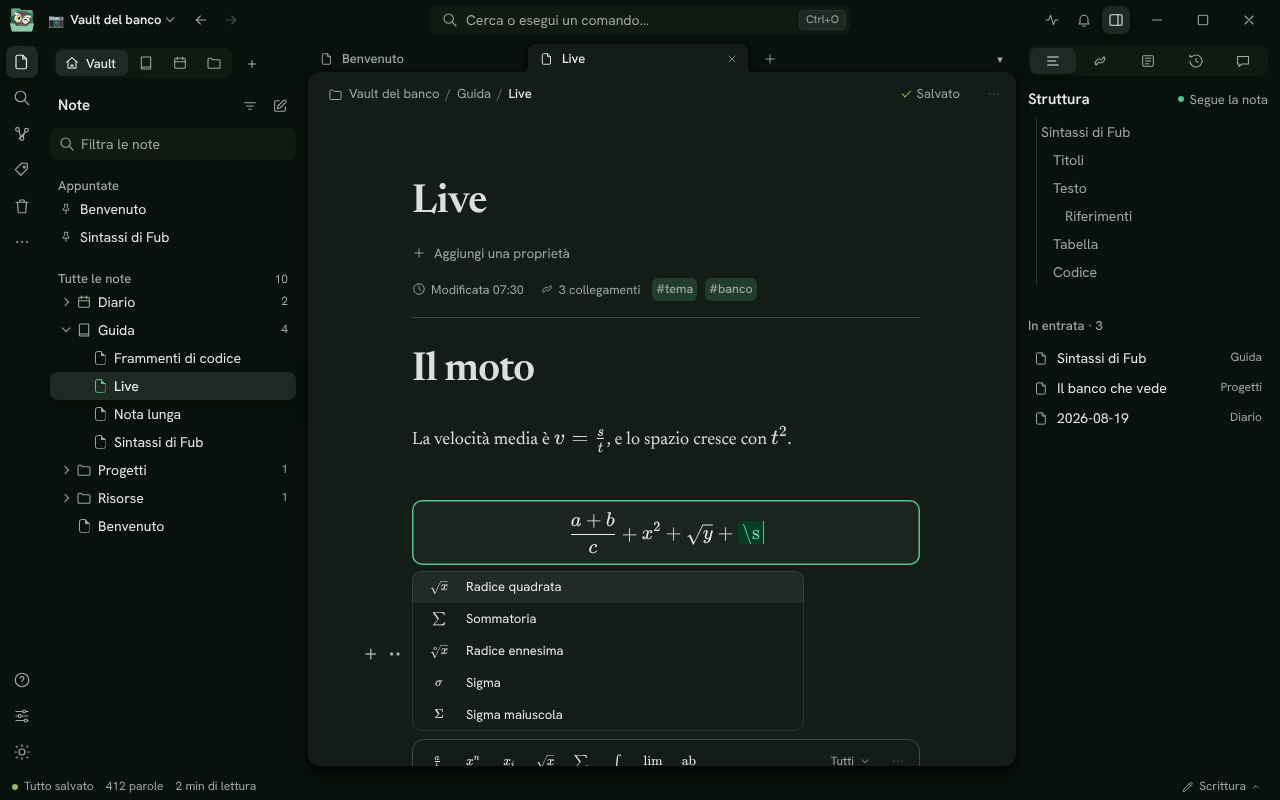 Vault del banco
Cerca o esegui un comando...
Ctrl+O
Vault
Benvenuto
Live
Note
Filtra le note
Appuntate
Benvenuto
Sintassi di Fub
Tutte le note 10
Diario 2
Guida 4
Frammenti di codice
Live
Nota lunga
Sintassi di Fub
Progetti 1
Risorse 1
Benvenuto
Tutto salvato 412 parole 2 min di lettura
Vault del banco / Guida / Live
Salvato
Live
Aggiungi una proprietà
Modificata 07:30 3 collegamenti #tema #banco
Il moto
La velocità media è v = s/t, e lo spazio cresce con t².
(a + b)/c + x² + √y + \s
√x Radice quadrata
∑ Sommatoria
ⁿ√x Radice ennesima
σ Sigma
Σ Sigma maiuscola
xⁿ xᵢ √x ∑ ∫ lim ab Tutti
Struttura
Segue la nota
Sintassi di Fub
Titoli
Testo
Riferimenti
Tabella
Codice
In entrata · 3
Sintassi di Fub Guida
Il banco che vede Progetti
2026-08-19 Diario
Scrittura